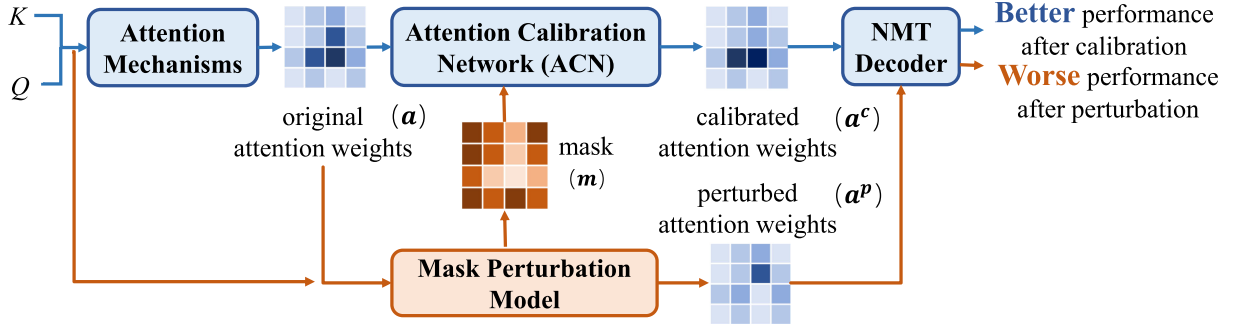 K
Q
Attention
Mechanisms
original (a)
attention weights
Attention Calibration
Network (ACN)
mask
(m)
calibrated (a^c)
attention weights
perturbed (a^p)
attention weights
Mask Perturbation
Model
NMT
Decoder
Better performance
after calibration
Worse performance
after perturbation